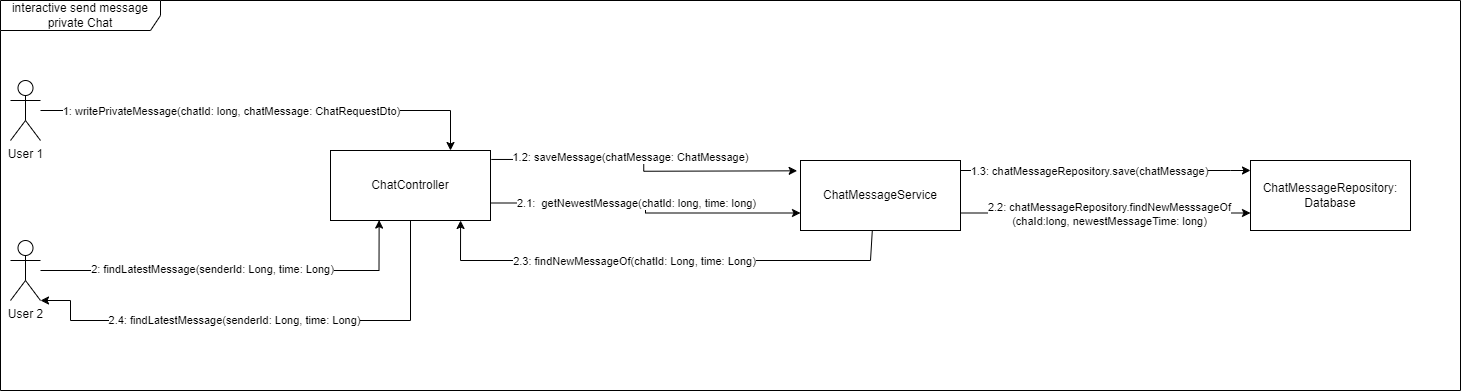 interactive send message
private Chat
1: writePrivateMessage(chatId: long, chatMessage: ChatRequestDto)
User 1
1.2: saveMessage(chatMessage: ChatMessage)
ChatController
1.3: chatMessageRepository.save(chatMessage)
ChatMessageService
ChatMessageRepository:
Database
2.1:  getNewestMessage(chatId: long, time: long)
2.2: chatMessageRepository.findNewMesssageOf
(chaId:long, newestMessageTime: long)
2.3: findNewMessageOf(chatId: Long, time: Long)
2: findLatestMessage(senderId: Long, time: Long)
User 2
2.4: findLatestMessage(senderId: Long, time: Long)